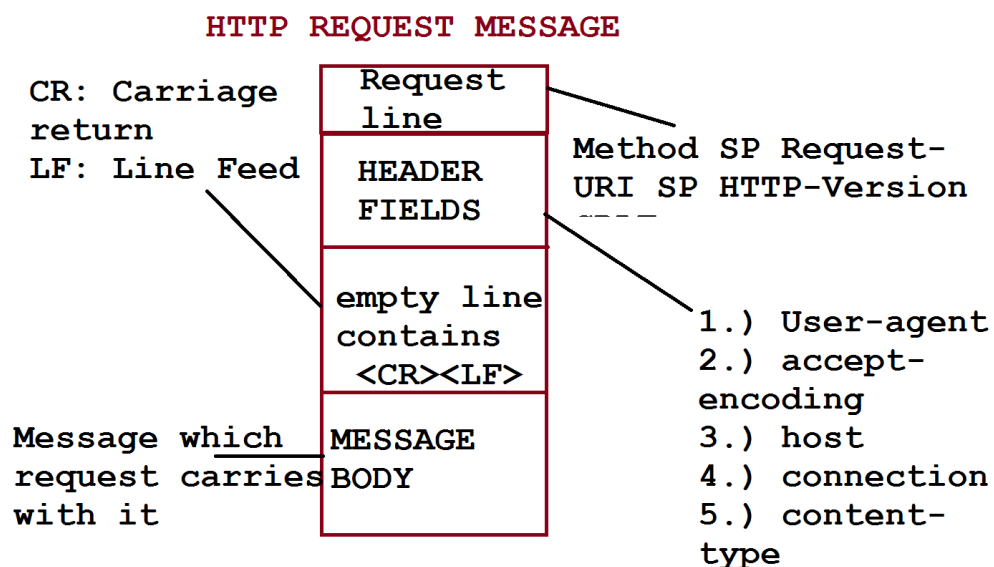 HTTP REQUEST MESSAGE
CR: Carriage
return
LF: Line Feed
Request
line
Method SP Request-
URI SP HTTP-Version
HEADER
FIELDS
empty line
contains
<CR><LF>
1.) User-agent
2.) accept-
encoding
3.) host
4.) connection
5.) content-
type
Message which
request carries
with it
MESSAGE
BODY